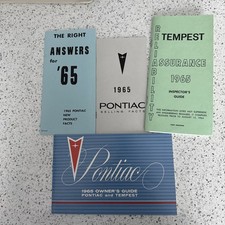 THE RIGHT
ANSWERS
for '65
1965 PONTIAC
NEW
PRODUCT
FACTS
1965
PONTIAC
SELLING FACTS
RELIABILITY
TEMPEST
ASSURANCE
1965
INSPECTOR'S
GUIDE
Pontiac
1965 OWNER'S GUIDE
PONTIAC and TEMPEST